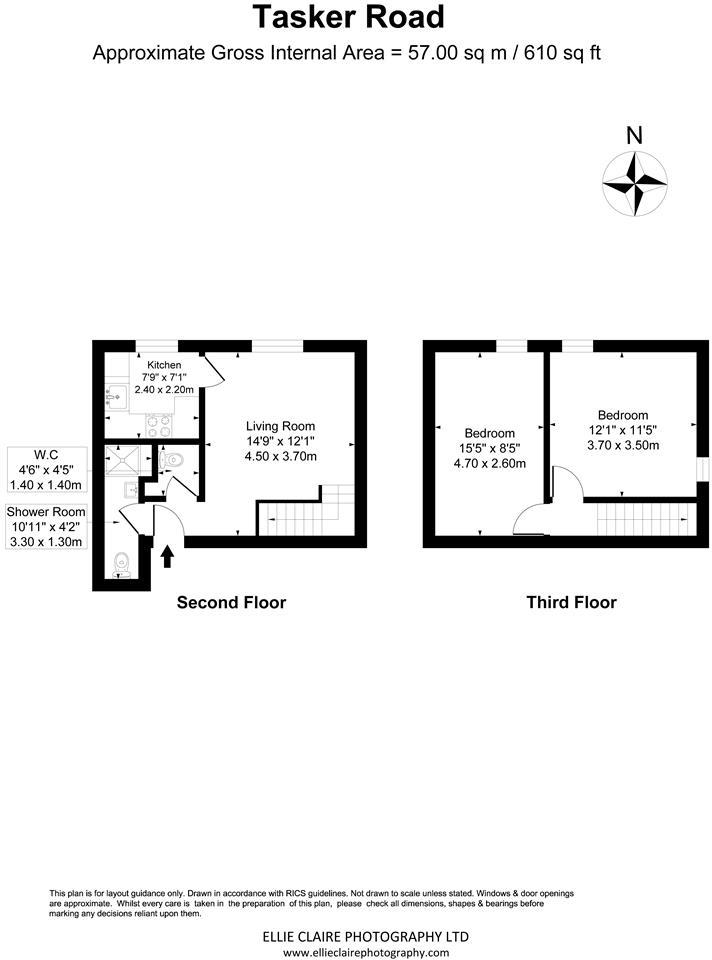 Tasker Road
Approximate Gross Internal Area = 57.00 sq m / 610 sq ft
N
Kitchen
7'9" x 7'1"
2.40 x 2.20m
Living Room
14'9" x 12'1"
4.50 x 3.70m
W.C
4'6" x 4'5"
1.40 x 1.40m
Shower Room
10'11" x 4'2"
3.30 x 1.30m
Second Floor
Bedroom
15'5" x 8'5"
4.70 x 2.60m
Bedroom
12'1" x 11'5"
3.70 x 3.50m
Third Floor
This plan is for layout guidance only. Drawn in accordance with RICS guidelines. Not drawn to scale unless stated. Windows & door openings
are approximate. Whilst every care is taken in the preparation of this plan, please check all dimensions, shapes & bearings before
marking any decisions reliant upon them.
ELLIE CLAIRE PHOTOGRAPHY LTD
www.ellieclairephotography.com